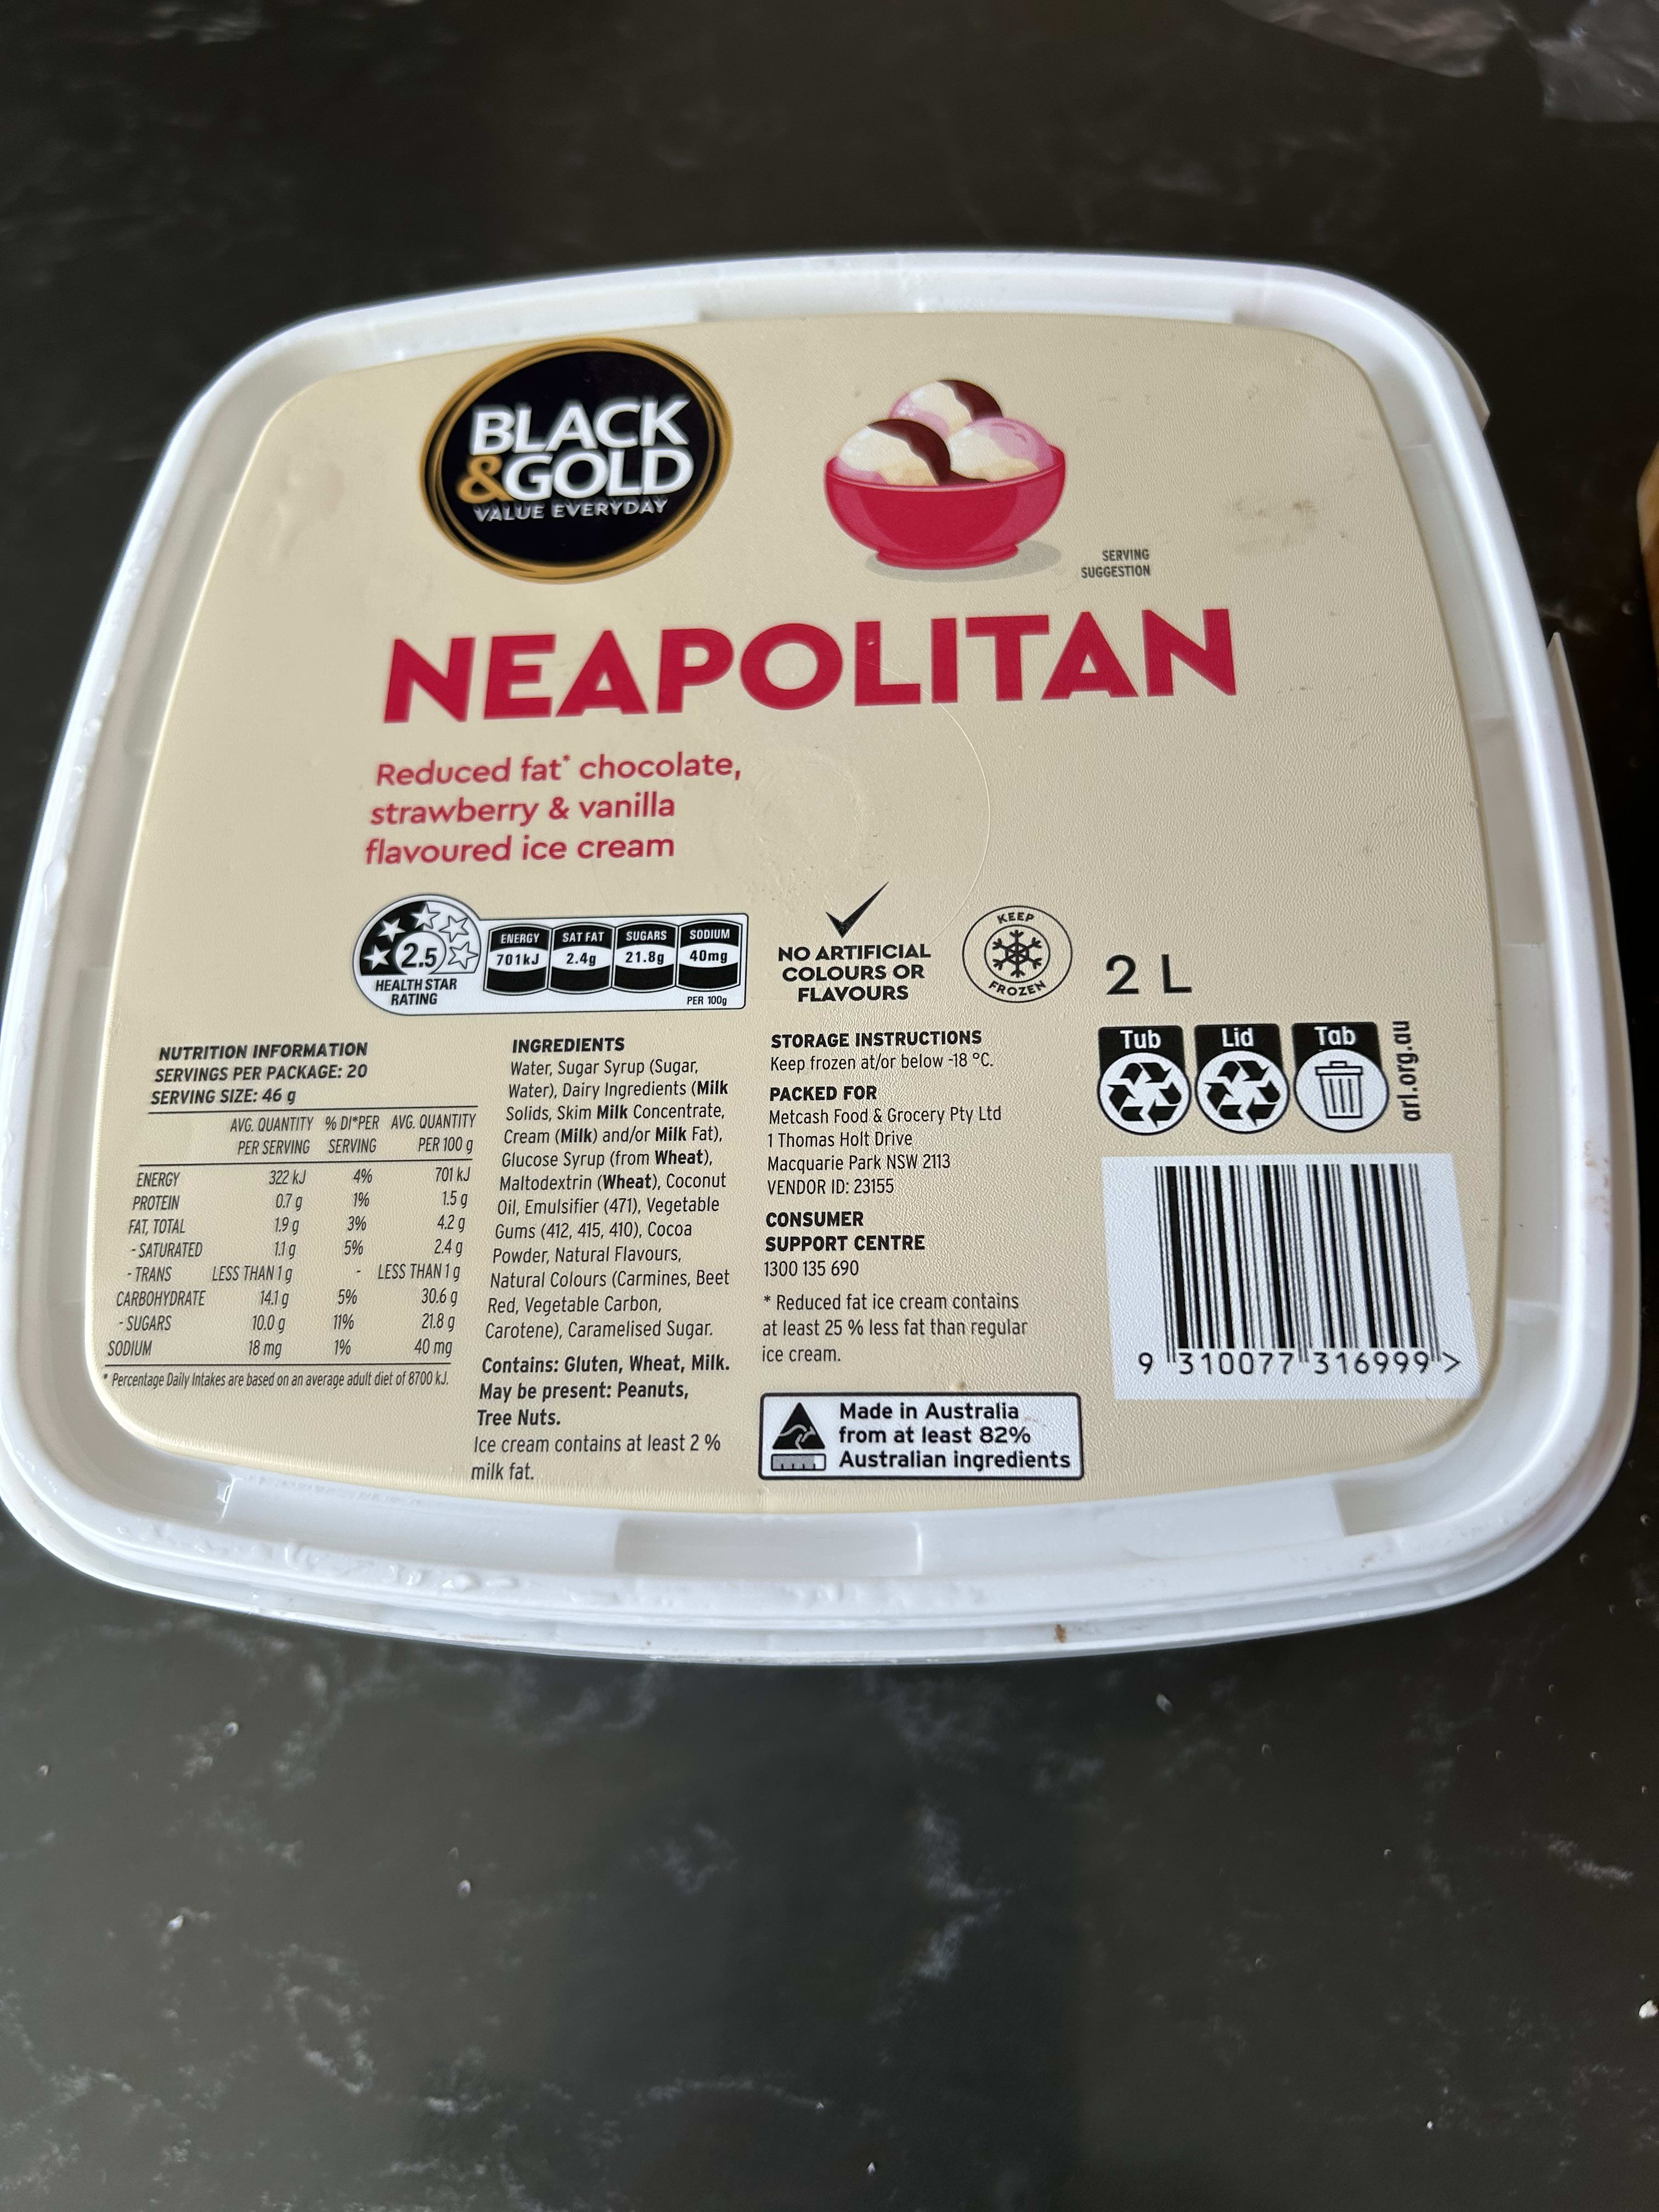 BLACK
&GOLD
VALUE EVERYDAY
SERVING
SUGGESTION
NEAPOLITAN
Reduced fat* chocolate,
strawberry & vanilla
flavoured ice cream
2.5
HEALTH STAR
RATING
ENERGY
701kJ
SAT FAT
2.4g
SUGARS
21.8g
SODIUM
40mg
PER 100g
NO ARTIFICIAL
COLOURS OR
FLAVOURS
KEEP
FROZEN
2 L
NUTRITION INFORMATION
SERVINGS PER PACKAGE: 20
SERVING SIZE: 46 g
AVG. QUANTITY % DI*PER AVG. QUANTITY
PER SERVING SERVING PER 100 g
ENERGY 322 kJ 4% 701 kJ
PROTEIN 0.7 g 1% 1.5 g
FAT, TOTAL 1.9 g 3% 4.2 g
- SATURATED 1.1 g 5% 2.4 g
- TRANS LESS THAN 1 g - LESS THAN 1 g
CARBOHYDRATE 14.1 g 5% 30.6 g
- SUGARS 10.0 g 11% 21.8 g
SODIUM 18 mg 1% 40 mg
* Percentage Daily Intakes are based on an average adult diet of 8700 kJ.
INGREDIENTS
Water, Sugar Syrup (Sugar,
Water), Dairy Ingredients (Milk
Solids, Skim Milk Concentrate,
Cream (Milk) and/or Milk Fat),
Glucose Syrup (from Wheat),
Maltodextrin (Wheat), Coconut
Oil, Emulsifier (471), Vegetable
Gums (412, 415, 410), Cocoa
Powder, Natural Flavours,
Natural Colours (Carmines, Beet
Red, Vegetable Carbon,
Carotene), Caramelised Sugar.
Contains: Gluten, Wheat, Milk.
May be present: Peanuts,
Tree Nuts.
Ice cream contains at least 2 %
milk fat.
STORAGE INSTRUCTIONS
Keep frozen at/or below -18 °C.
PACKED FOR
Metcash Food & Grocery Pty Ltd
1 Thomas Holt Drive
Macquarie Park NSW 2113
VENDOR ID: 23155
CONSUMER
SUPPORT CENTRE
1300 135 690
* Reduced fat ice cream contains
at least 25 % less fat than regular
ice cream.
Made in Australia
from at least 82%
Australian ingredients
Tub
Lid
Tab
arl.org.au
9 310077 316999 >